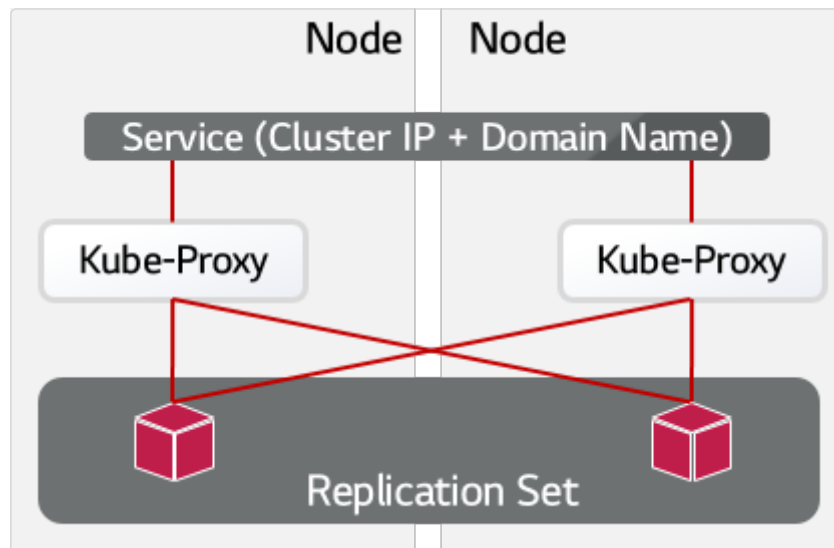 Node
Node
Service (Cluster IP + Domain Name)
Kube-Proxy
Kube-Proxy
Replication Set